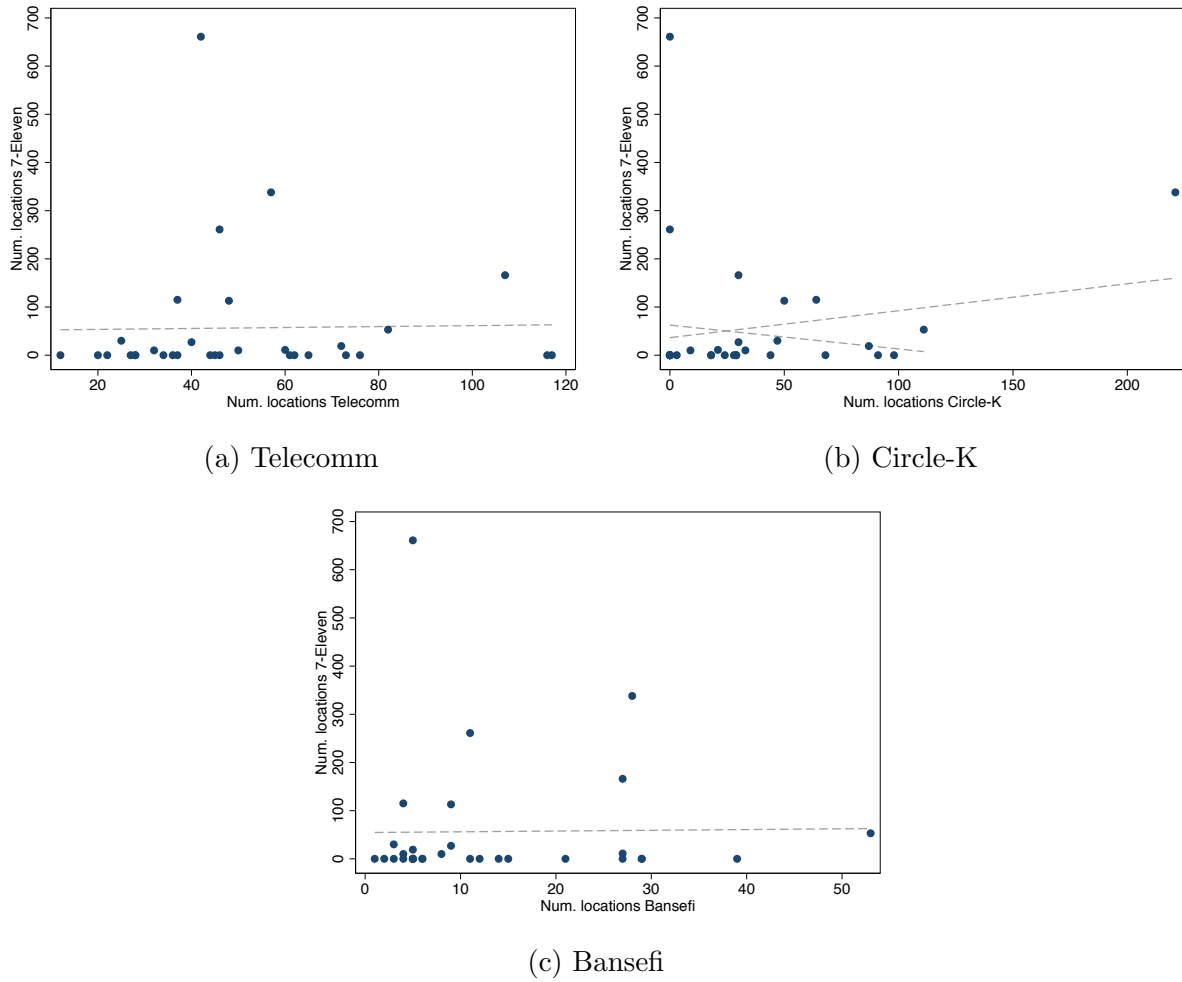 700
600
500
400
300
200
100
0
Num. locations 7-Eleven
20 40 60 80 100 120
Num. locations Telecomm
(a) Telecomm
700
600
500
400
300
200
100
0
Num. locations 7-Eleven
0 50 100 150 200
Num. locations Circle-K
(b) Circle-K
700
600
500
400
300
200
100
0
Num. locations 7-Eleven
0 10 20 30 40 50
Num. locations Bansefi
(c) Bansefi